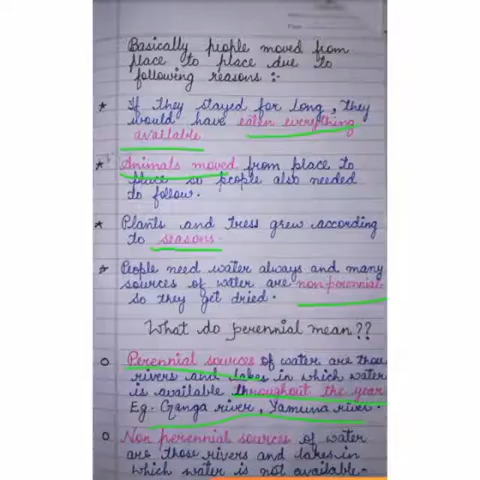 Basically people moved from
place to place due to
following reasons :-
* If they stayed for long, they
would have eaten everything
available
* Animals moved from place to
place so people also needed
to follow.
* Plants and tress grew according
to seasons.
* People need water always and many
sources of water are non perennial
so they get dried.
What do perennial mean??
o Perennial sources of water are those
rivers and lakes in which water
is available throughout the year
Eg. Ganga river, Yamuna river.
o Non perennial sources of water
are those rivers and lakes in
which water is not available-